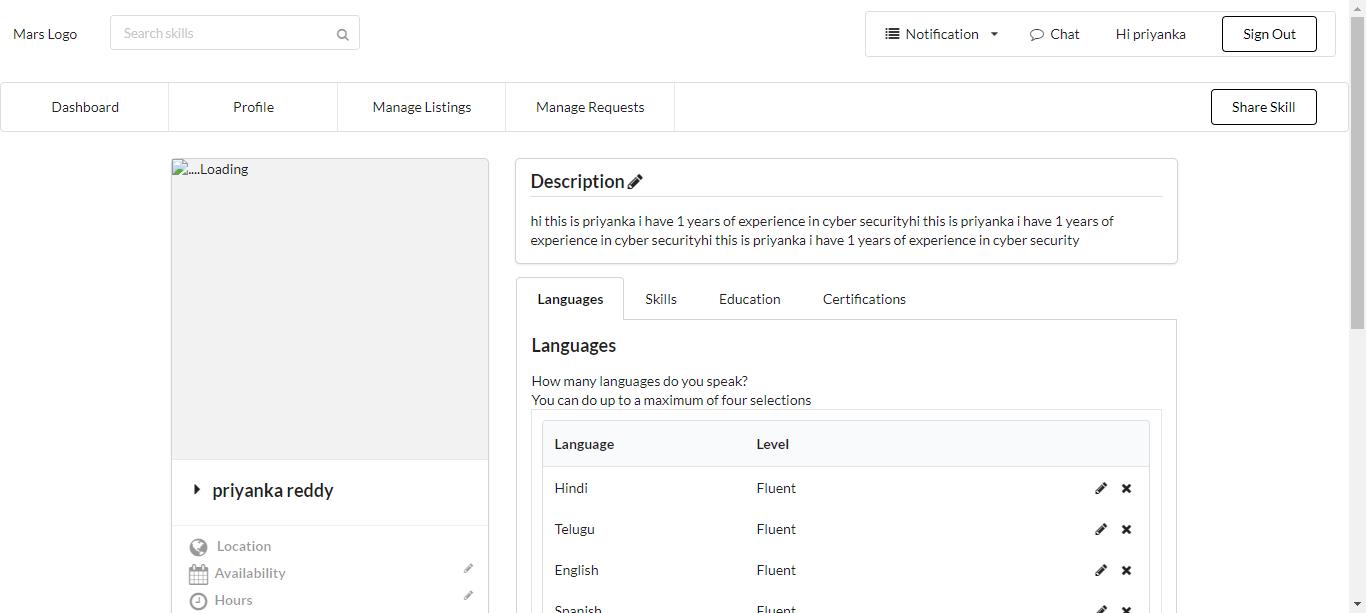 Mars Logo
Search skills
Notification
Chat
Hi priyanka
Sign Out
Dashboard
Profile
Manage Listings
Manage Requests
Share Skill
....Loading
priyanka reddy
Location
Availability
Hours
Description
hi this is priyanka i have 1 years of experience in cyber securityhi this is priyanka i have 1 years of
experience in cyber securityhi this is priyanka i have 1 years of experience in cyber security
Languages
Skills
Education
Certifications
Languages
How many languages do you speak?
You can do up to a maximum of four selections
Language Level
Hindi Fluent
Telugu Fluent
English Fluent
Spanish Fluent